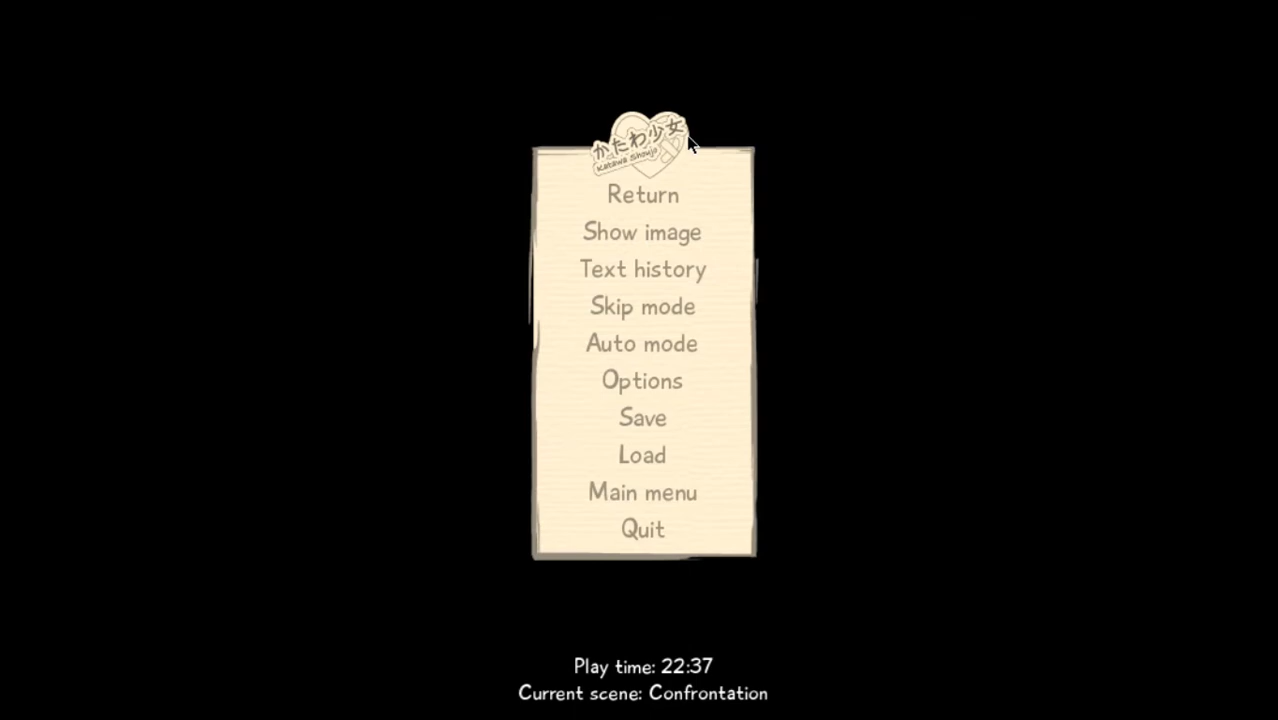 かたわ少女
Katawa Shoujo
Return
Show image
Text history
Skip mode
Auto mode
Options
Save
Load
Main menu
Quit
Play time: 22:37
Current scene: Confrontation